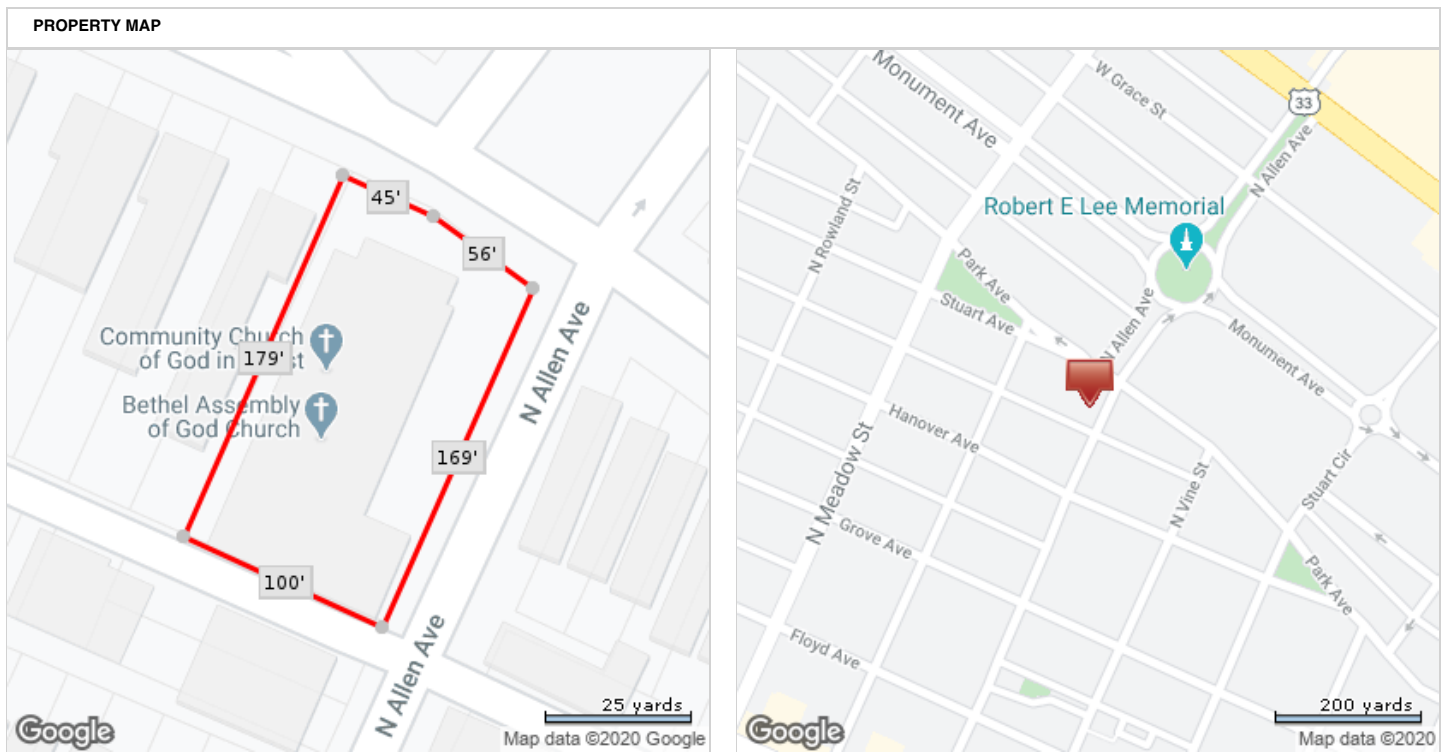 PROPERTY MAP
45'
56'
Community Church
of God in
st
179'
Bethel Assembly
of God Church
N Allen Ave
169'
100'
N Allen Ave
25 yards
Google
Map data ©2020 Google
Monument Ave
W Grace St
33
N Allen Ave
N Rowland St
Robert E Lee Memorial
Park Ave
Stuart Ave
N Allen Ave
Monument Ave
Hanover Ave
N Meadow St
N Vine St
Stuart Cir
Grove Ave
Park Ave
Floyd Ave
200 yards
Google
Map data ©2020